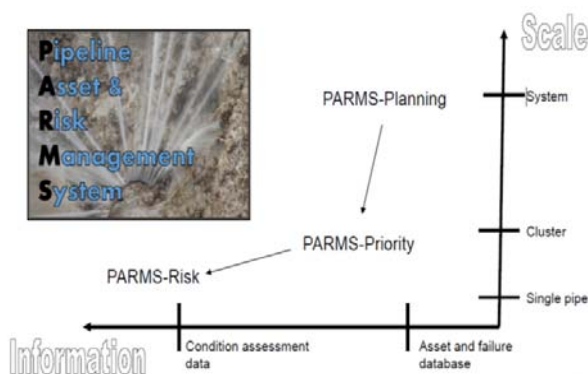 Pipeline
Asset &
Risk
Management
System
Scale
PARMS-Planning
System
PARMS-Priority
Cluster
PARMS-Risk
Single pipe
Information
Condition assessment
data
Asset and failure
database